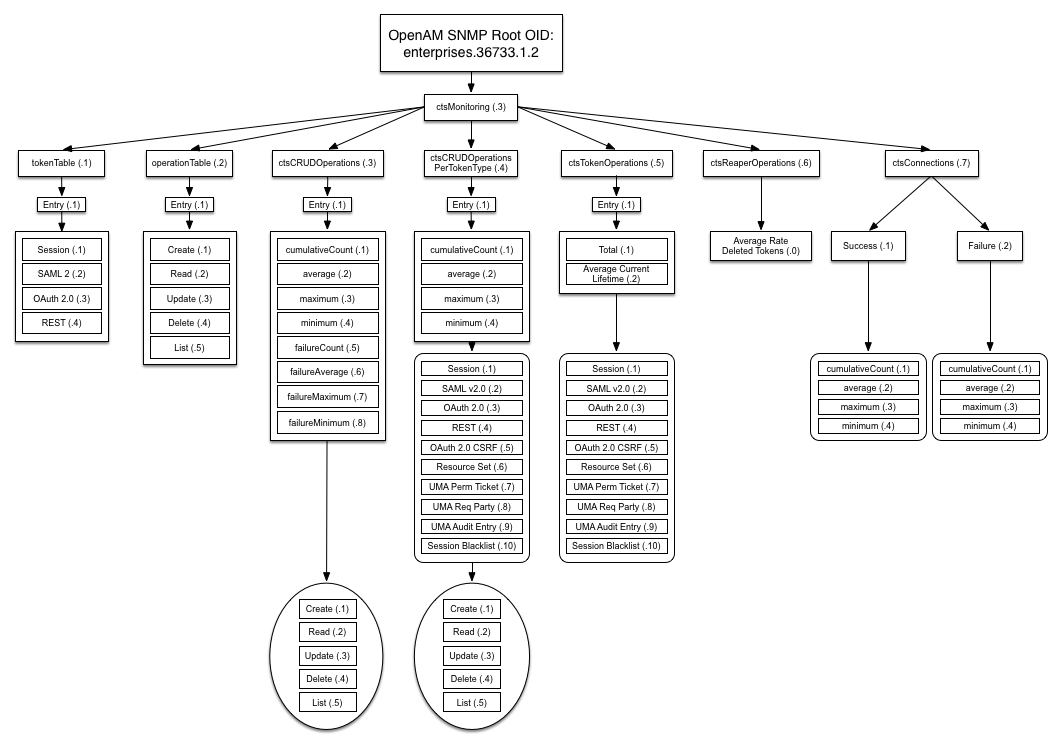 OpenAM SNMP Root OID:
enterprises.36733.1.2
ctsMonitoring (.3)
tokenTable (.1)
operationTable (.2)
ctsCRUDOperations (.3)
ctsCRUDOperations
PerTokenType (.4)
ctsTokenOperations (.5)
ctsReaperOperations (.6)
ctsConnections (.7)
Entry (.1)
Entry (.1)
Entry (.1)
Entry (.1)
Entry (.1)
Session (.1)
SAML 2 (.2)
OAuth 2.0 (.3)
REST (.4)
Create (.1)
Read (.2)
Update (.3)
Delete (.4)
List (.5)
cumulativeCount (.1)
average (.2)
maximum (.3)
minimum (.4)
failureCount (.5)
failureAverage (.6)
failureMaximum (.7)
failureMinimum (.8)
cumulativeCount (.1)
average (.2)
maximum (.3)
minimum (.4)
Total (.1)
Average Current
Lifetime (.2)
Average Rate
Deleted Tokens (.0)
Success (.1)
Failure (.2)
Session (.1)
SAML v2.0 (.2)
OAuth 2.0 (.3)
REST (.4)
OAuth 2.0 CSRF (.5)
Resource Set (.6)
UMA Perm Ticket (.7)
UMA Req Party (.8)
UMA Audit Entry (.9)
Session Blacklist (.10)
Session (.1)
SAML v2.0 (.2)
OAuth 2.0 (.3)
REST (.4)
OAuth 2.0 CSRF (.5)
Resource Set (.6)
UMA Perm Ticket (.7)
UMA Req Party (.8)
UMA Audit Entry (.9)
Session Blacklist (.10)
cumulativeCount (.1)
average (.2)
maximum (.3)
minimum (.4)
cumulativeCount (.1)
average (.2)
maximum (.3)
minimum (.4)
Create (.1)
Read (.2)
Update (.3)
Delete (.4)
List (.5)
Create (.1)
Read (.2)
Update (.3)
Delete (.4)
List (.5)